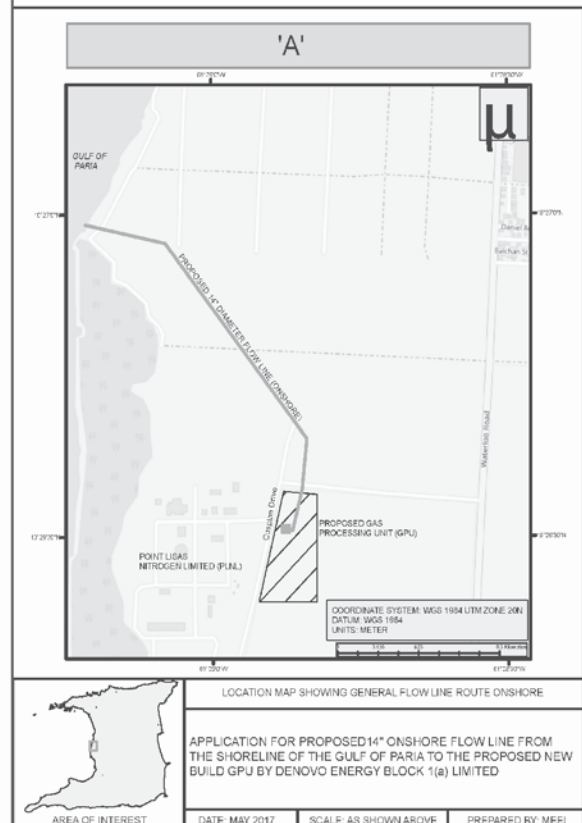 'A'
GULF OF
PARIA
PROPOSED 14" DIAMETER FLOW LINE (ONSHORE)
Waterloo Road
Caspian Drive
PROPOSED GAS
PROCESSING UNIT (GPU)
POINT LISAS
NITROGEN LIMITED (PLNL)
COORDINATE SYSTEM: WGS 1984 UTM ZONE 20N
DATUM: WGS 1984
UNITS: METER
LOCATION MAP SHOWING GENERAL FLOW LINE ROUTE ONSHORE
APPLICATION FOR PROPOSED14" ONSHORE FLOW LINE FROM
THE SHORELINE OF THE GULF OF PARIA TO THE PROPOSED NEW
BUILD GPU BY DENOVO ENERGY BLOCK 1(a) LIMITED
AREA OF INTEREST
DATE: MAY 2017
SCALE: AS SHOWN ABOVE
PREPARED BY: MEEI